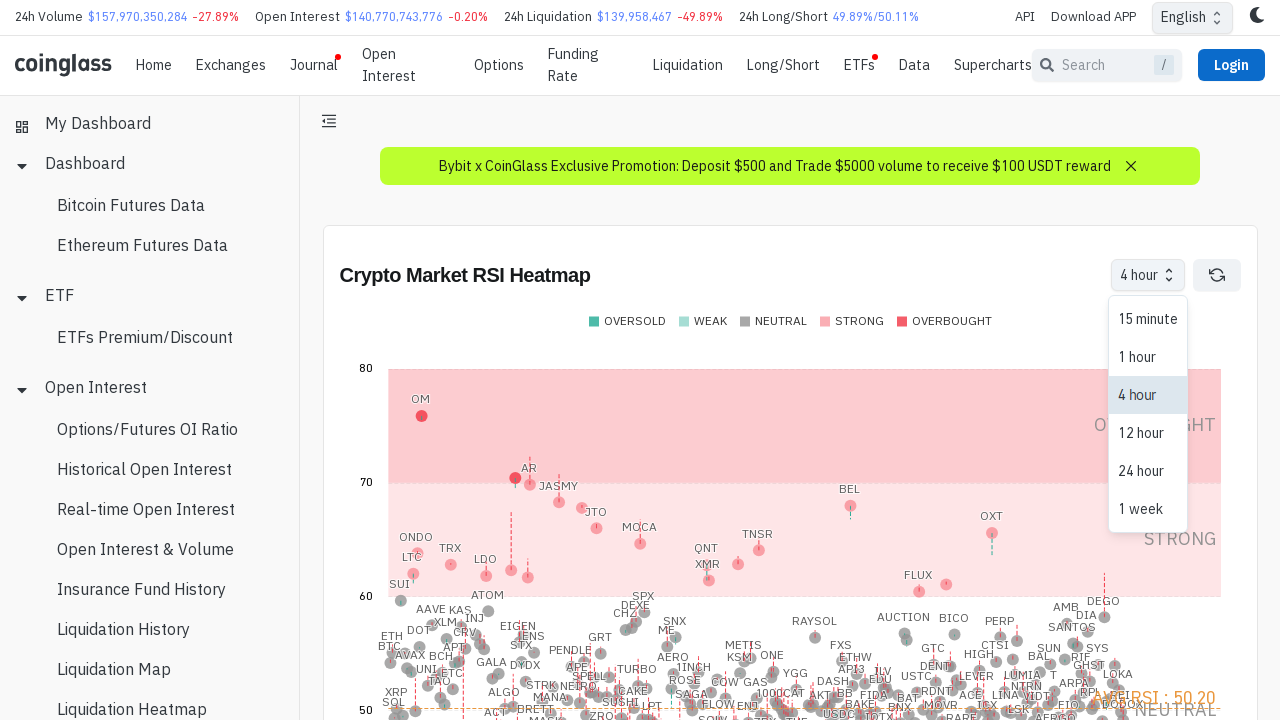 24h Volume $157,970,350,284 -27.89% Open Interest $140,770,743,776 -0.20% 24h Liquidation $139,958,467 -49.89% 24h Long/Short 49.89%/50.11% API Download APP English
coinglass Home Exchanges Journal Open Interest Options Funding Rate Liquidation Long/Short ETFs Data Supercharts Search / Login
My Dashboard
Dashboard
Bitcoin Futures Data
Ethereum Futures Data
ETF
ETFs Premium/Discount
Open Interest
Options/Futures OI Ratio
Historical Open Interest
Real-time Open Interest
Open Interest & Volume
Insurance Fund History
Liquidation History
Liquidation Map
Liquidation Heatmap
Bybit x CoinGlass Exclusive Promotion: Deposit $500 and Trade $5000 volume to receive $100 USDT reward
Crypto Market RSI Heatmap
4 hour
15 minute
1 hour
4 hour
12 hour
24 hour
1 week
OVERSOLD WEAK NEUTRAL STRONG OVERBOUGHT
80
OM
AR
70
JASMY
BEL
JTO
OXT
MOCA
ONDO
TNSR
STRONG
TRX
QNT
LTC
LDO
XMR
FLUX
SUI
60
ATOM
SPX
DEXE
DEGO
AAVE KAS
CHZ
AMB
XLM
INJ
SNX
RAYSOL
AUCTION
BICO
PERP
DIA
DOT
CRV
EIGEN
ME
SANTOS
ETH
ENS
GRT
BTC
APT
STX
METIS
FXS
GTC
CTSI
SUN
SYS
AVAX
BCH
PENDLE
AERO
KSM
ONE
ETHW
HIGH
BAL
RIF
UNI
ETC
GALA
DYDX
APE
TURBO
1INCH
API3
JLV
DENT
GHST
TAO
SPELL
ROSE
COW
GAS
YGG
DASH
USTC
LEVER
LUMIA
T
LOKA
XRP
ALGO
STRK
NEIRO
CAKE
SAGA
1000CAT
BB
RDNT
ACE
NTRN
ARPA
SOL
MANA
SUSHI
FLOW
AKT
FIDA
BAT
LINA
VIDT
RPL
AVG RSI : 50.20
ACT
BRETT
USDC
BAKE
BNX
MOVR
FIO
50
ZRO
RARE
LSK
NEUTRAL